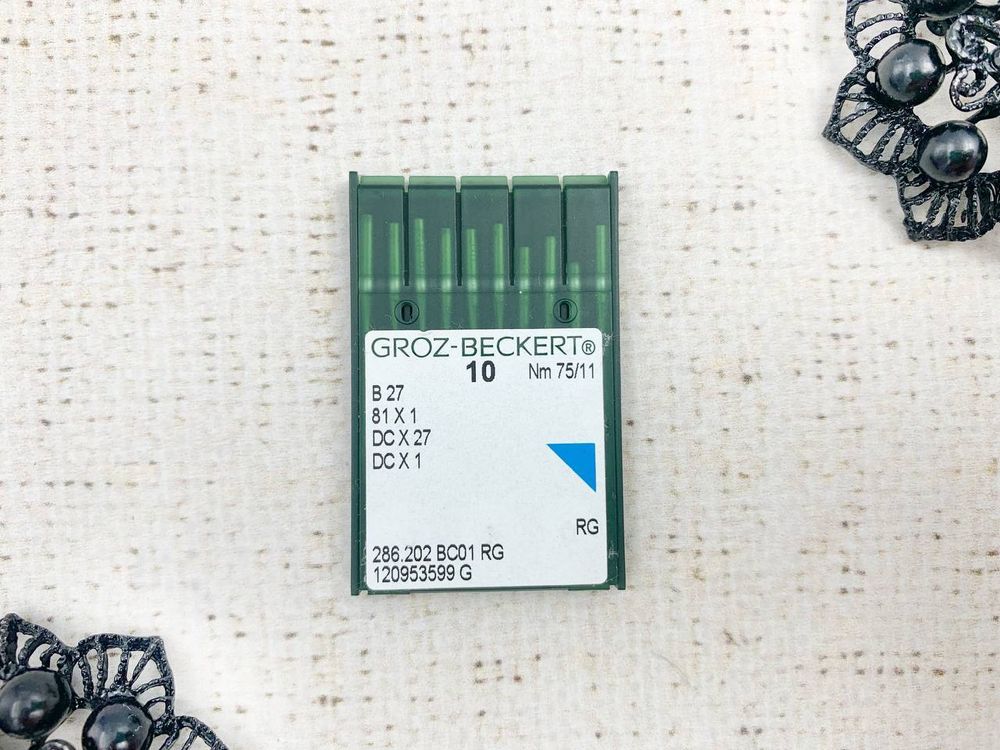 GROZ-BECKERT®
10 Nm 75/11
B 27
81 X 1
DC X 27
DC X 1
RG
286.202 BC01 RG
120953599 G